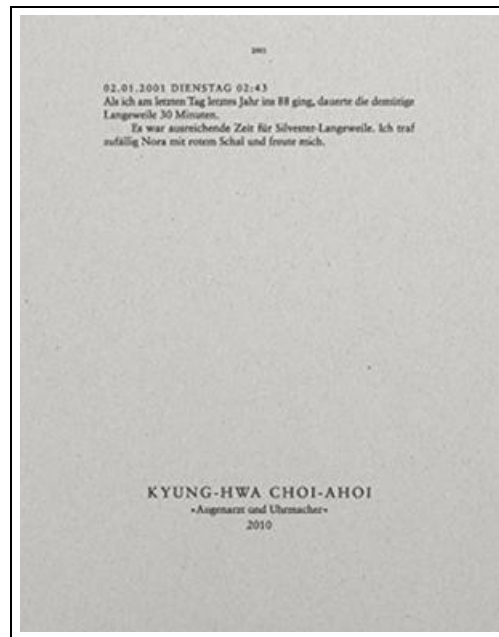 2001
02.01.2001 DIENSTAG 02:43
Als ich am letzten Tag letztes Jahr ins 88 ging, dauerte die demütige
Langeweile 30 Minuten.
Es war ausreichende Zeit für Silvester-Langeweile. Ich traf
zufällig Nora mit rotem Schal und freute mich.
KYUNG-HWA CHOI-AHOI
»Augenarzt und Uhrmacher«
2010